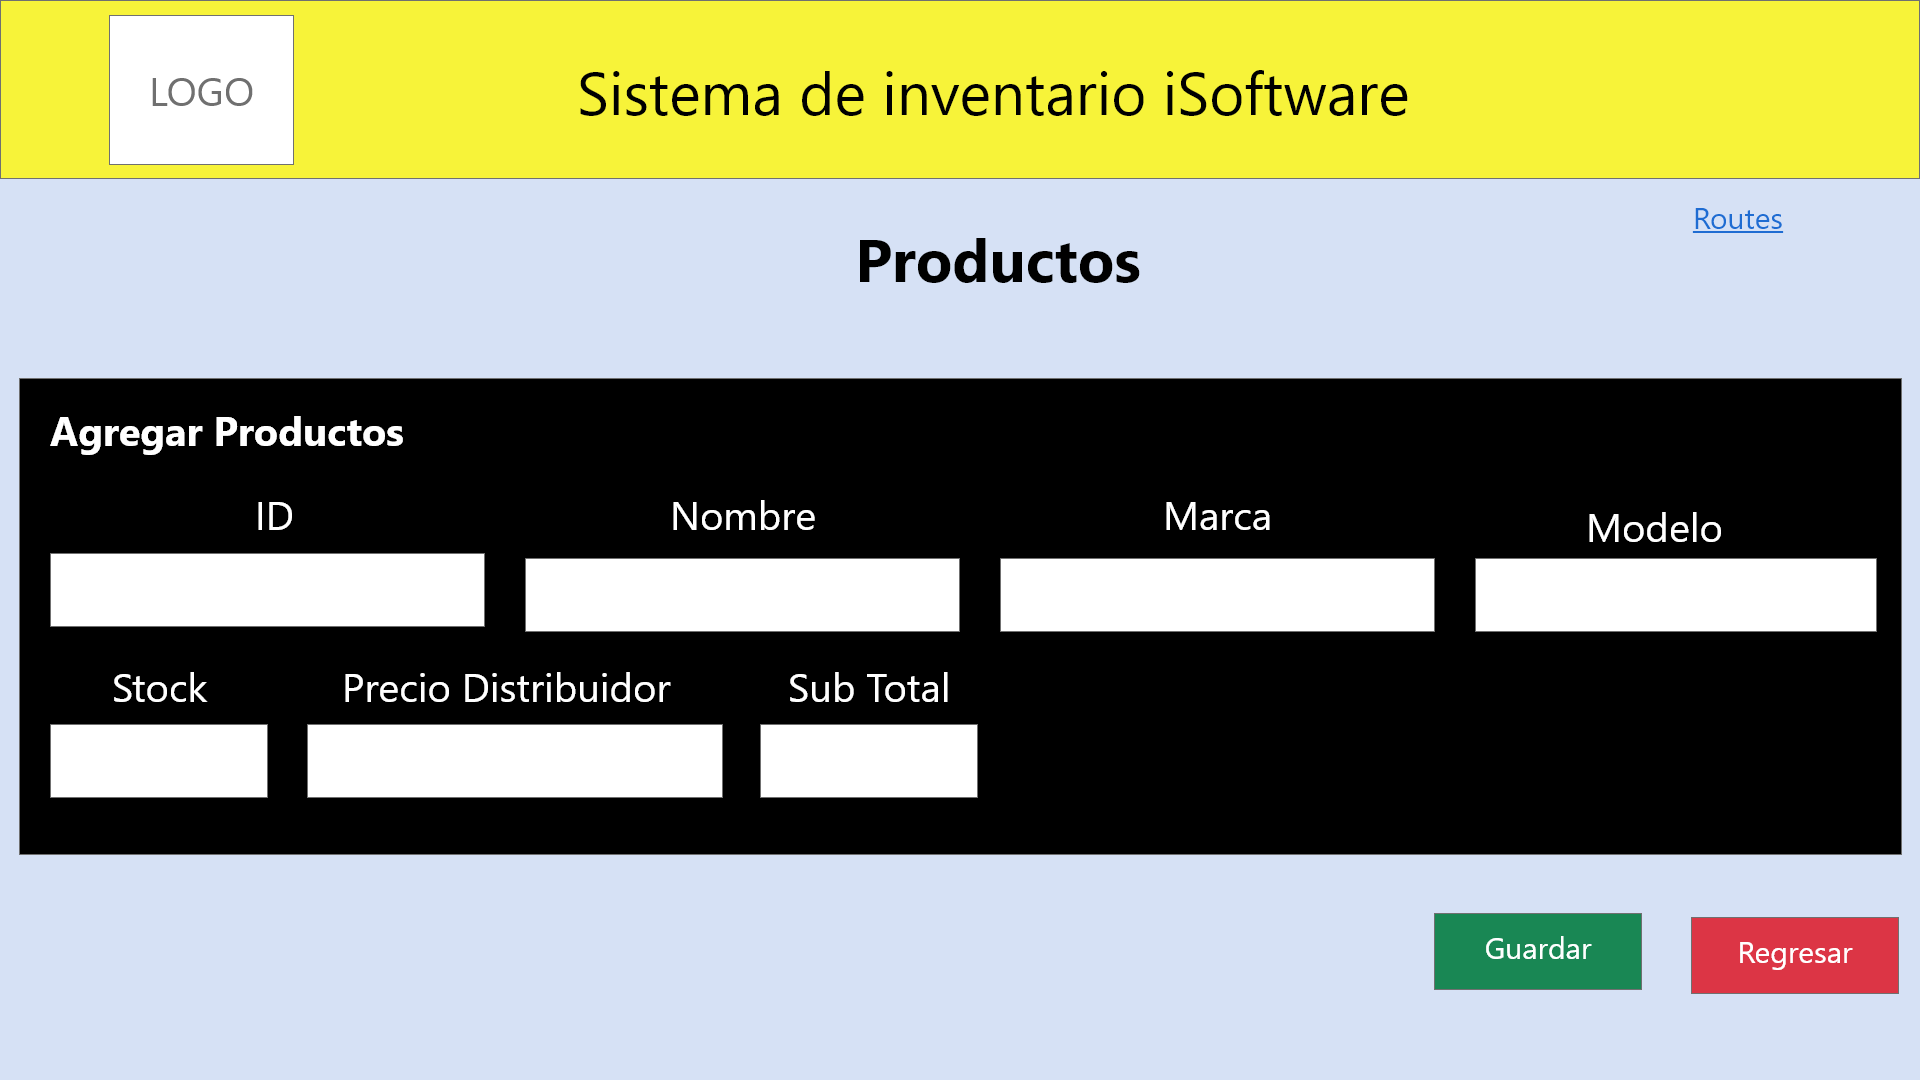 LOGO
Sistema de inventario iSoftware
Routes
Productos
Agregar Productos
ID
Nombre
Marca
Modelo
Stock
Precio Distribuidor
Sub Total
Guardar
Regresar